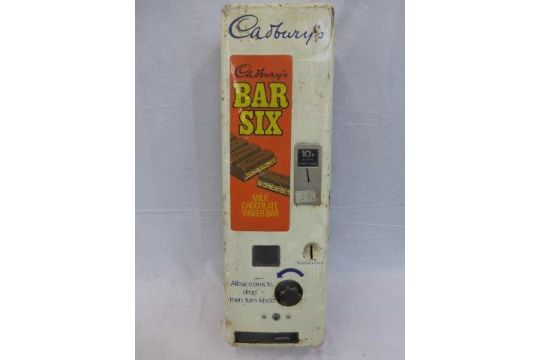 Cadbury's
Cadbury's
BAR
SIX
MILK
CHOCOLATE
WAFER BAR
10p
Allow coins to
drop
then turn knob